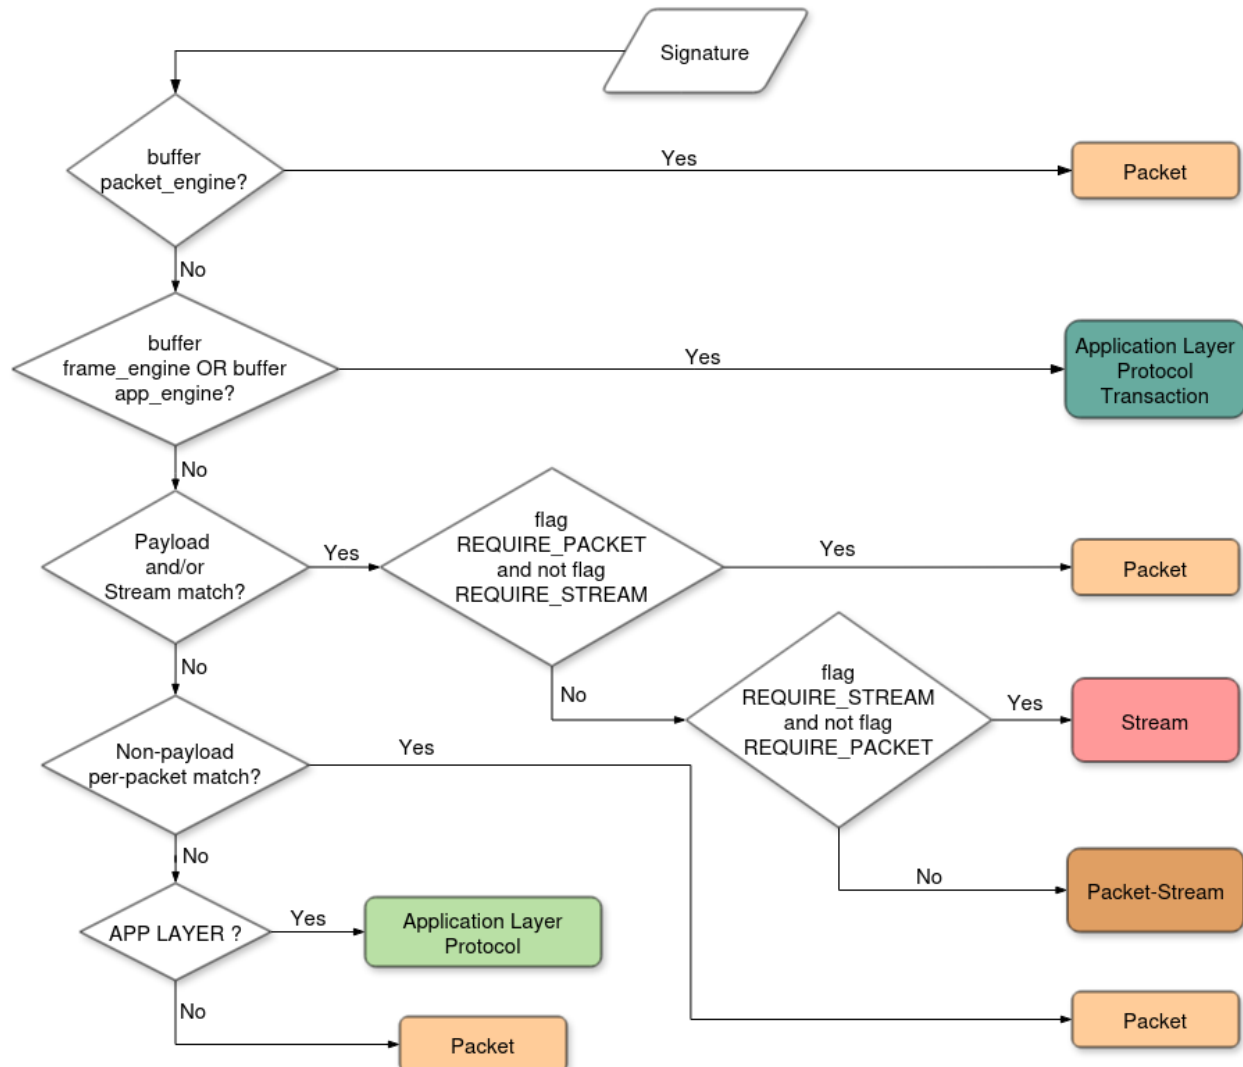 Signature
buffer
packet_engine?
Yes
Packet
No
buffer
frame_engine OR buffer
app_engine?
Yes
Application Layer
Protocol
Transaction
No
Payload
and/or
Stream match?
Yes
flag
REQUIRE_PACKET
and not flag
REQUIRE_STREAM
Yes
Packet
No
No
flag
REQUIRE_STREAM
and not flag
REQUIRE_PACKET
Yes
Stream
Non-payload
per-packet match?
Yes
No
Packet-Stream
No
APP LAYER ?
Yes
Application Layer
Protocol
No
Packet
Packet